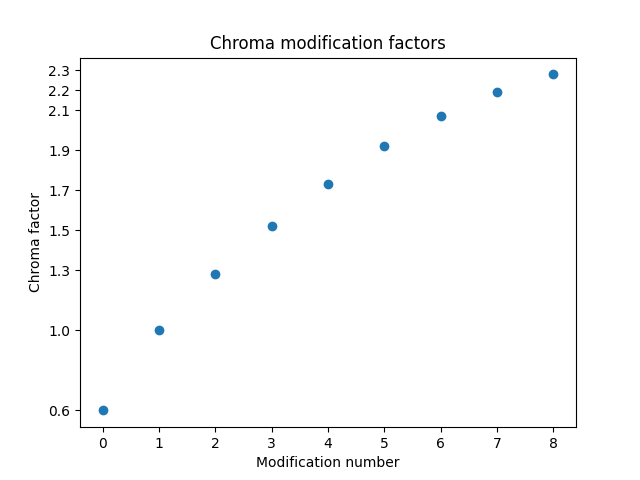 Chroma modification factors
2.3
2.2
2.1
1.9
1.7
1.5
1.3
1.0
0.6
Chroma factor
0 1 2 3 4 5 6 7 8
Modification number